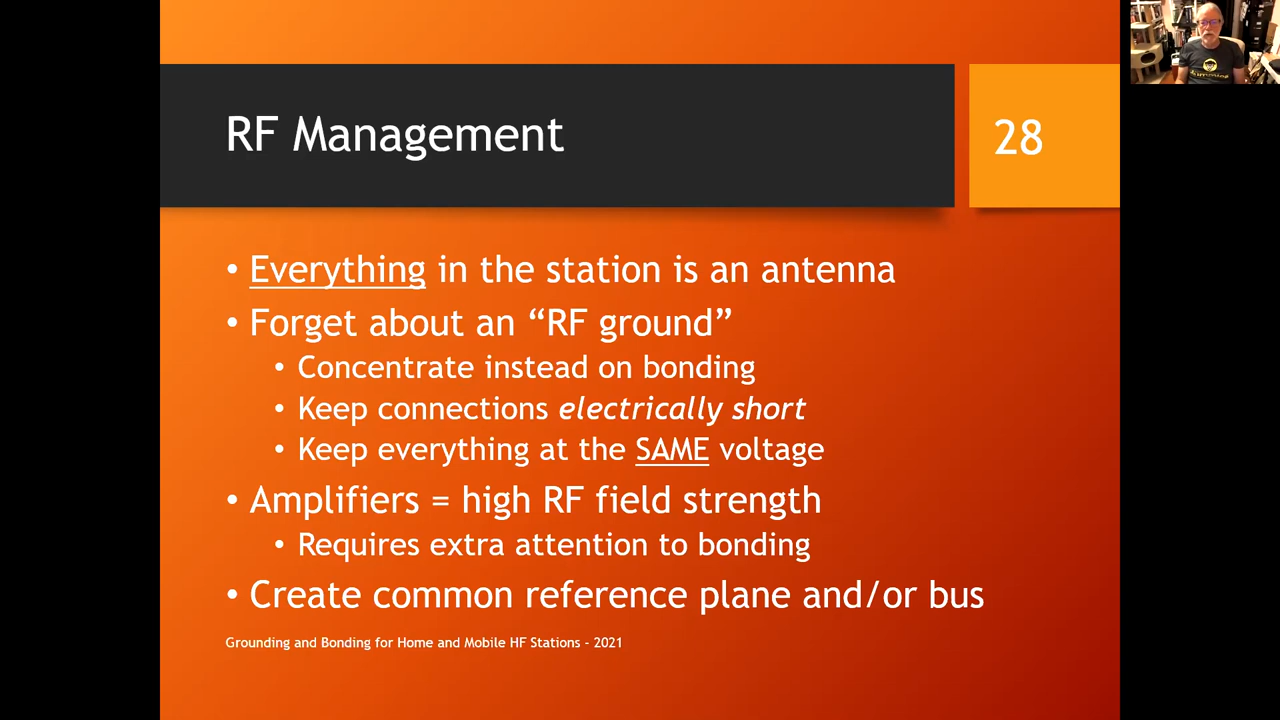 RF Management
28
• Everything in the station is an antenna
• Forget about an “RF ground”
• Concentrate instead on bonding
• Keep connections electrically short
• Keep everything at the SAME voltage
• Amplifiers = high RF field strength
• Requires extra attention to bonding
• Create common reference plane and/or bus
Grounding and Bonding for Home and Mobile HF Stations - 2021